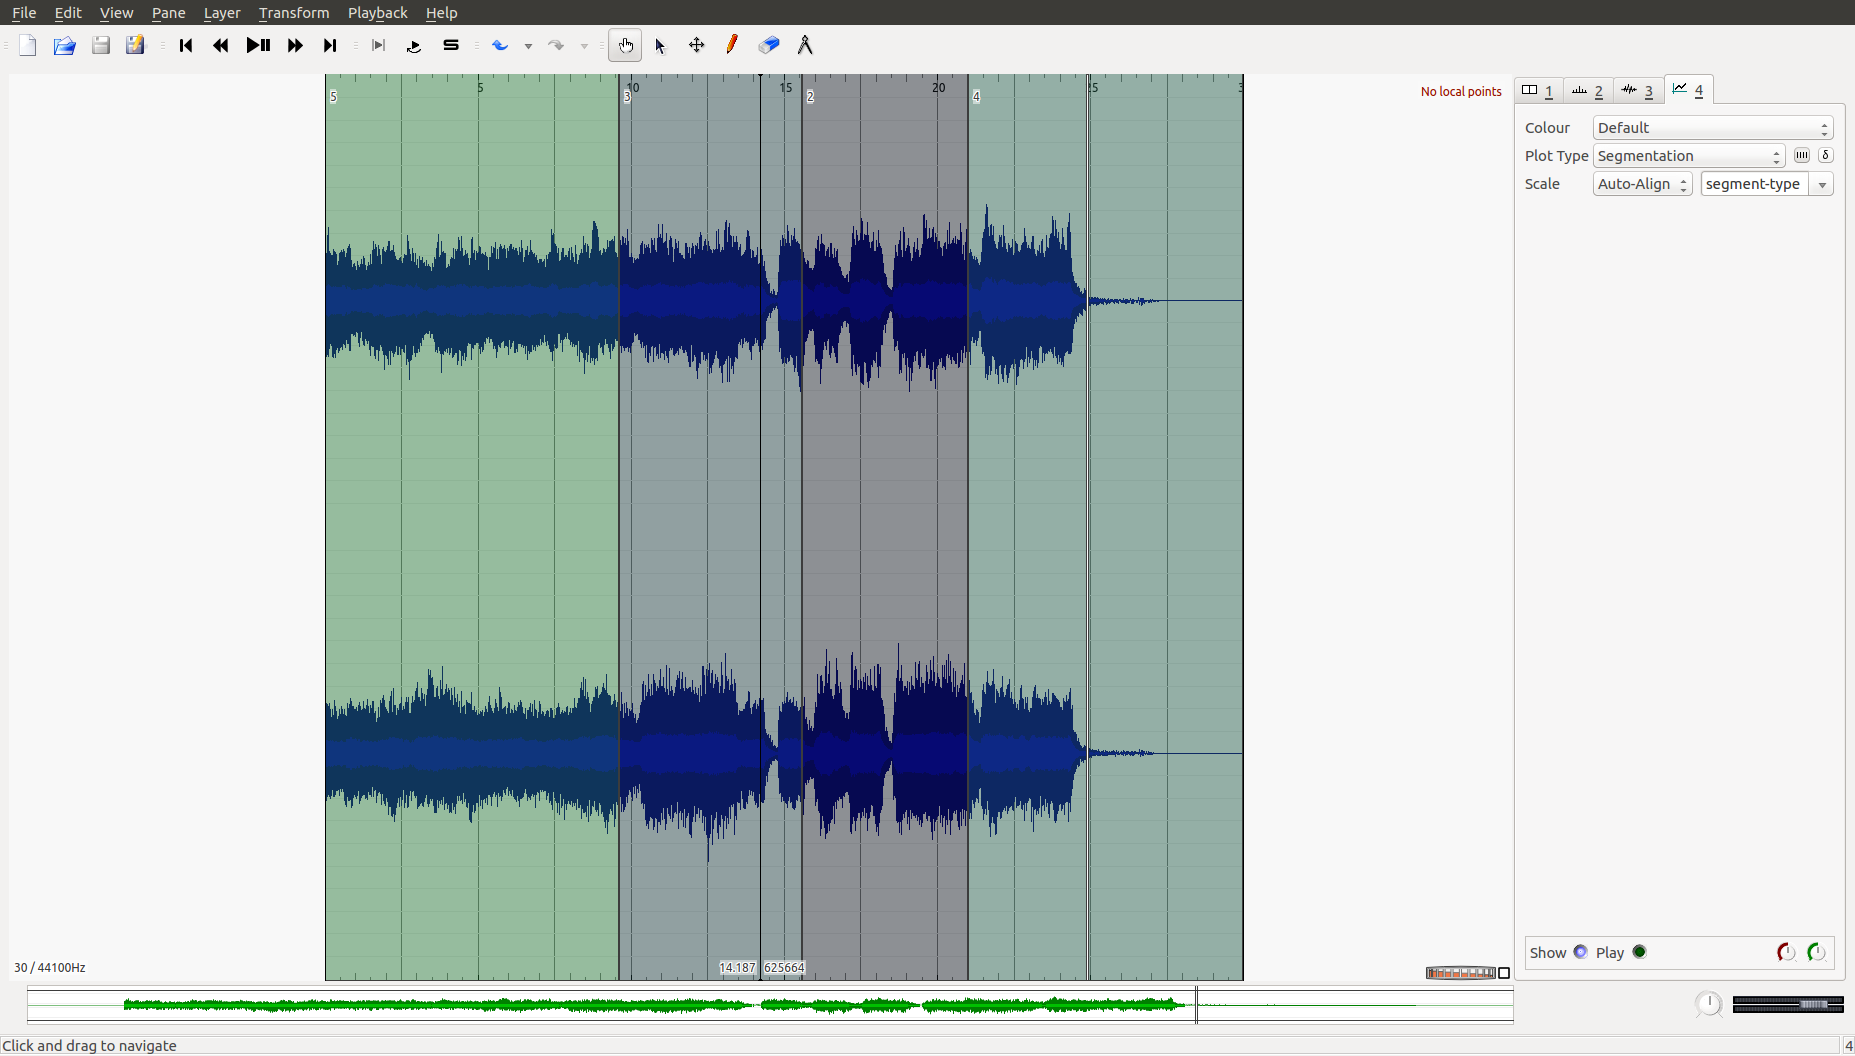 File Edit View Pane Layer Transform Playback Help
5 10 15 20 25 3
5 3 2 4
No local points
1 2 3 4
Colour Default
Plot Type Segmentation δ
Scale Auto-Align segment-type
Show Play
30 / 44100Hz
14.187 625664
Click and drag to navigate
4